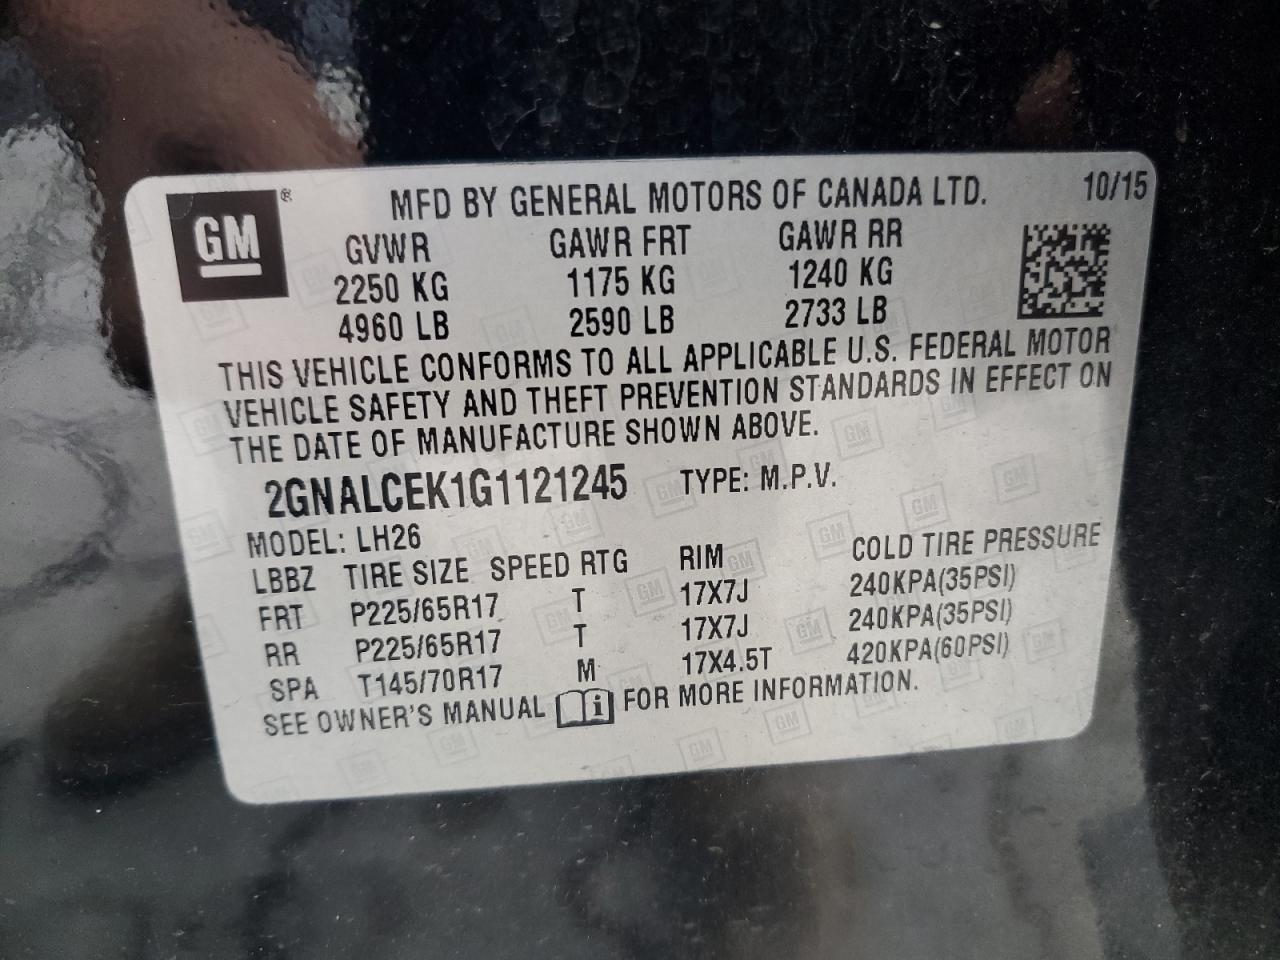 GM ® MFD BY GENERAL MOTORS OF CANADA LTD. 10/15
GVWR GAWR FRT GAWR RR
2250 KG 1175 KG 1240 KG
4960 LB 2590 LB 2733 LB
THIS VEHICLE CONFORMS TO ALL APPLICABLE U.S. FEDERAL MOTOR
VEHICLE SAFETY AND THEFT PREVENTION STANDARDS IN EFFECT ON
THE DATE OF MANUFACTURE SHOWN ABOVE.
2GNALCEK1G1121245 TYPE: M.P.V.
MODEL: LH26
LBBZ TIRE SIZE SPEED RTG RIM COLD TIRE PRESSURE
FRT P225/65R17 T 17X7J 240KPA(35PSI)
RR P225/65R17 T 17X7J 240KPA(35PSI)
SPA T145/70R17 M 17X4.5T 420KPA(60PSI)
SEE OWNER'S MANUAL i FOR MORE INFORMATION.